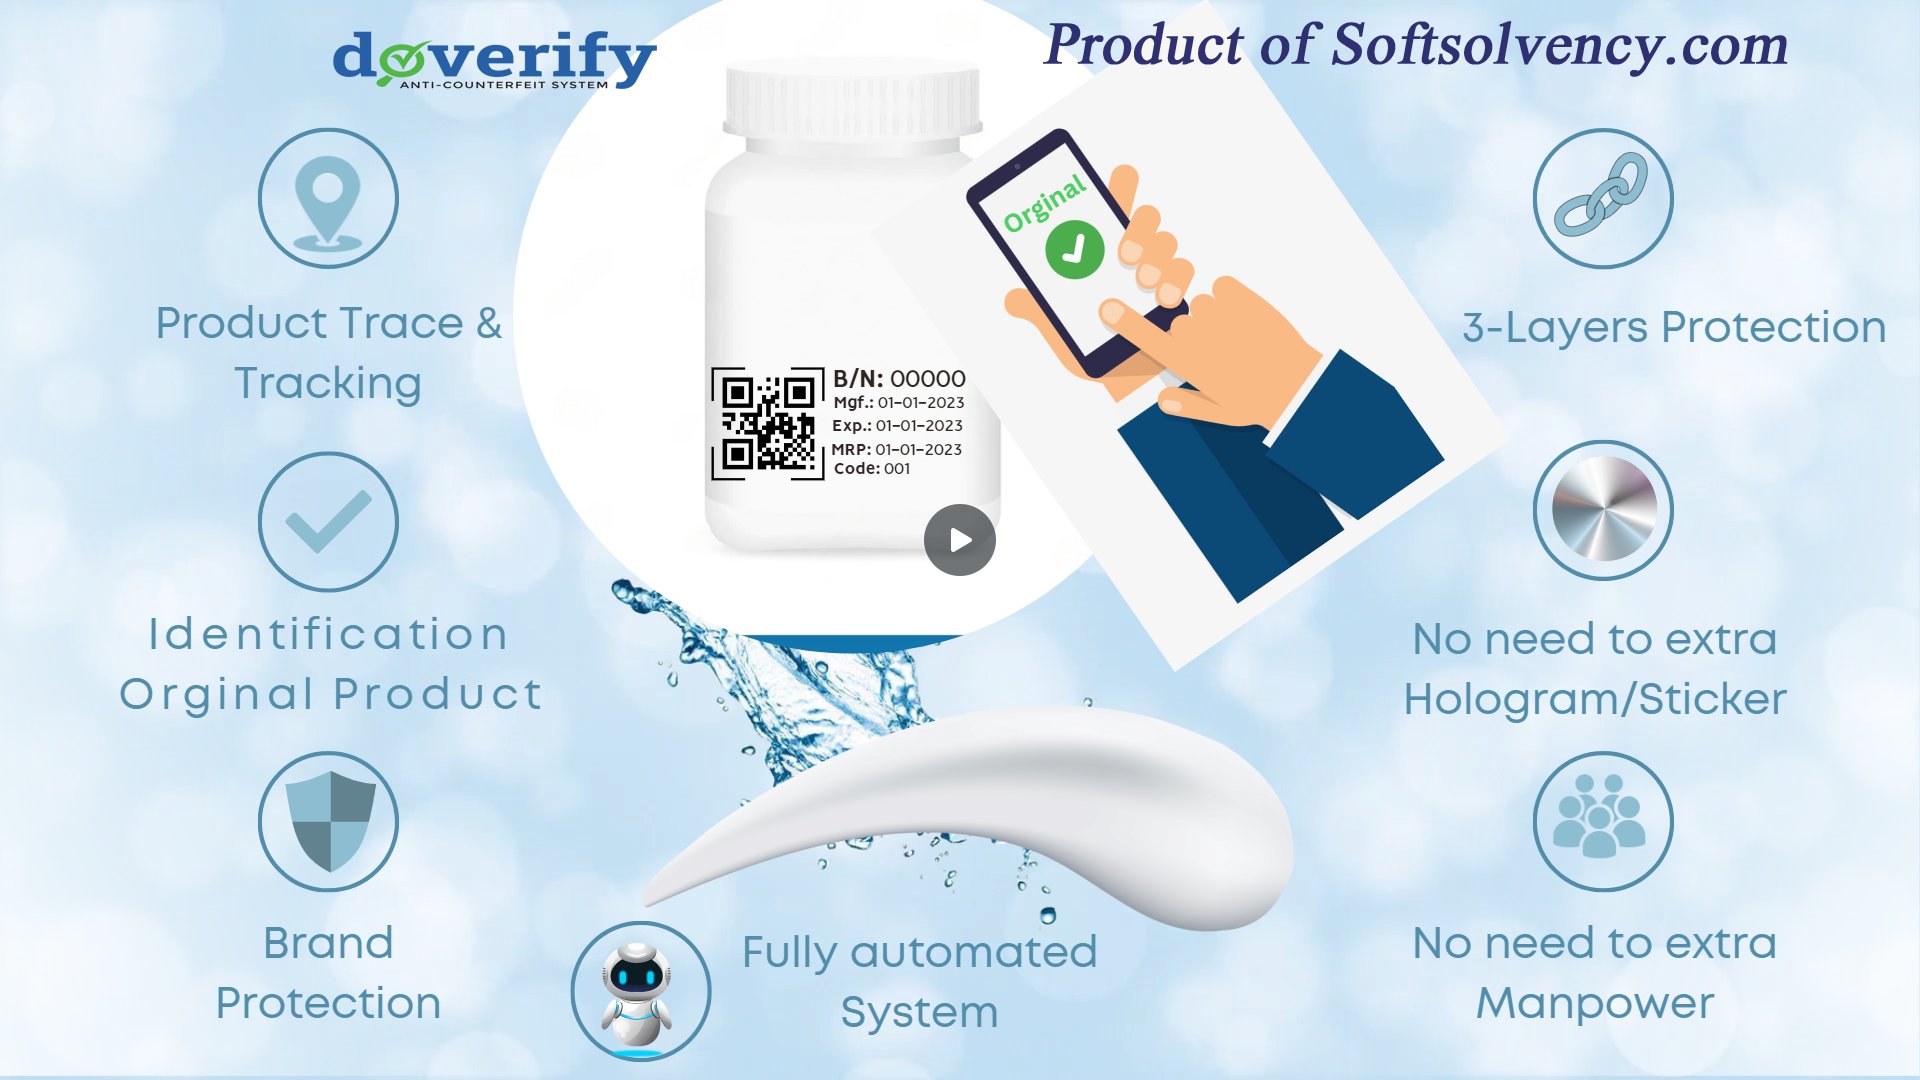 doverify
ANTI-COUNTERFEIT SYSTEM
Product of Softsolvency.com
Product Trace &
Tracking
Identification
Orginal Product
Brand
Protection
B/N: 00000
Mgf.: 01-01-2023
Exp.: 01-01-2023
MRP: 01-01-2023
Code: 001
Orginal
Fully automated
System
3-Layers Protection
No need to extra
Hologram/Sticker
No need to extra
Manpower